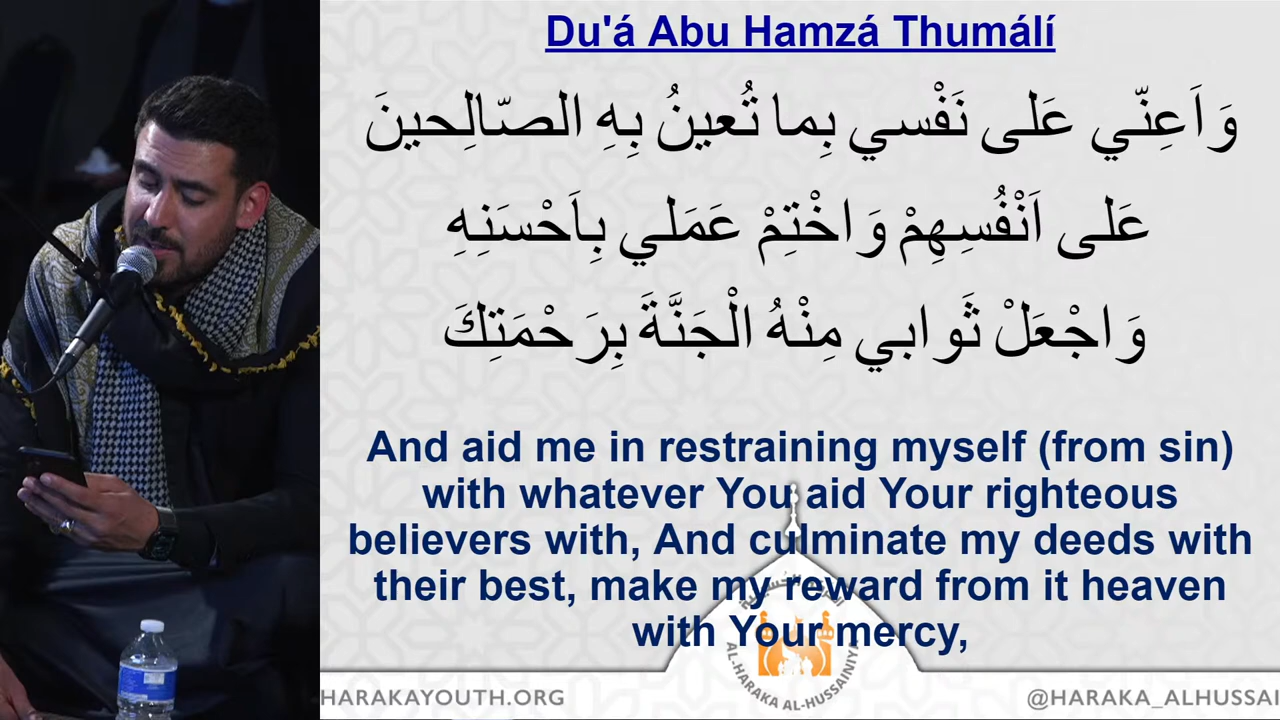 Du'á Abu Hamzá Thumálí
وَاَعِنّي عَلى نَفْسي بِما تُعينُ بِهِ الصّالِحينَ
عَلى اَنْفُسِهِمْ وَاخْتِمْ عَمَلي بِاَحْسَنِهِ
وَاجْعَلْ ثَوابي مِنْهُ الْجَنَّةَ بِرَحْمَتِكَ
And aid me in restraining myself (from sin)
with whatever You aid Your righteous
believers with, And culminate my deeds with
their best, make my reward from it heaven
with Your mercy,
AL-HARAKA AL-HUSSAINIYA
HARAKAYOUTH.ORG
@HARAKA_ALHUSSAI